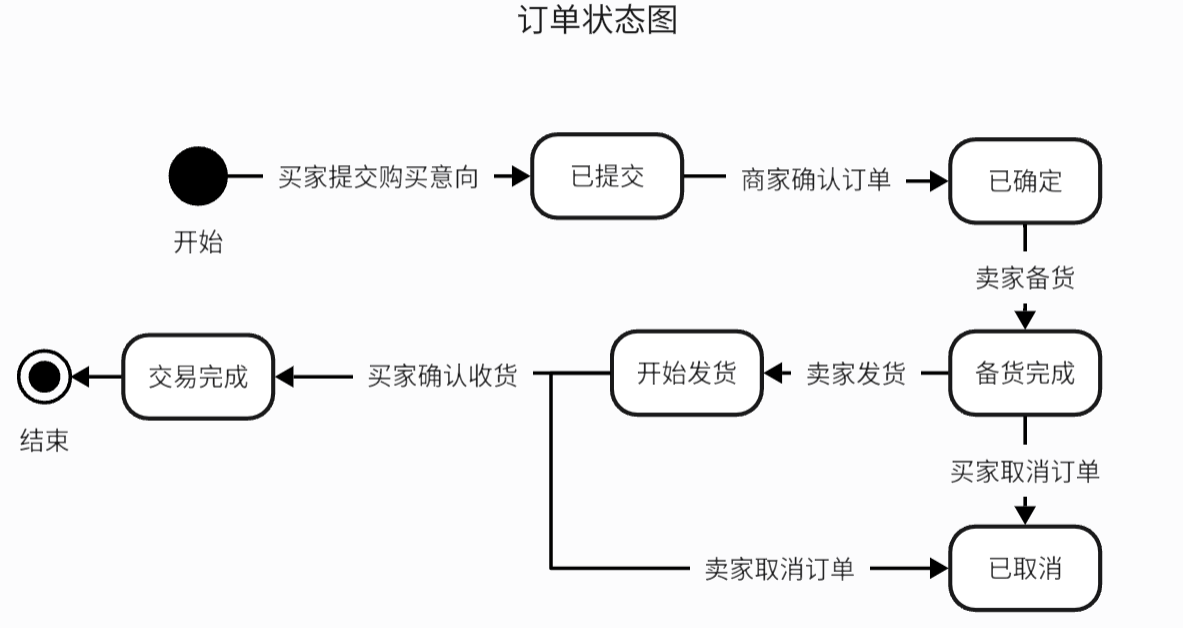 订单状态图
买家提交购买意向
已提交
商家确认订单
已确定
开始
卖家备货
交易完成
买家确认收货
开始发货
卖家发货
备货完成
结束
买家取消订单
卖家取消订单
已取消